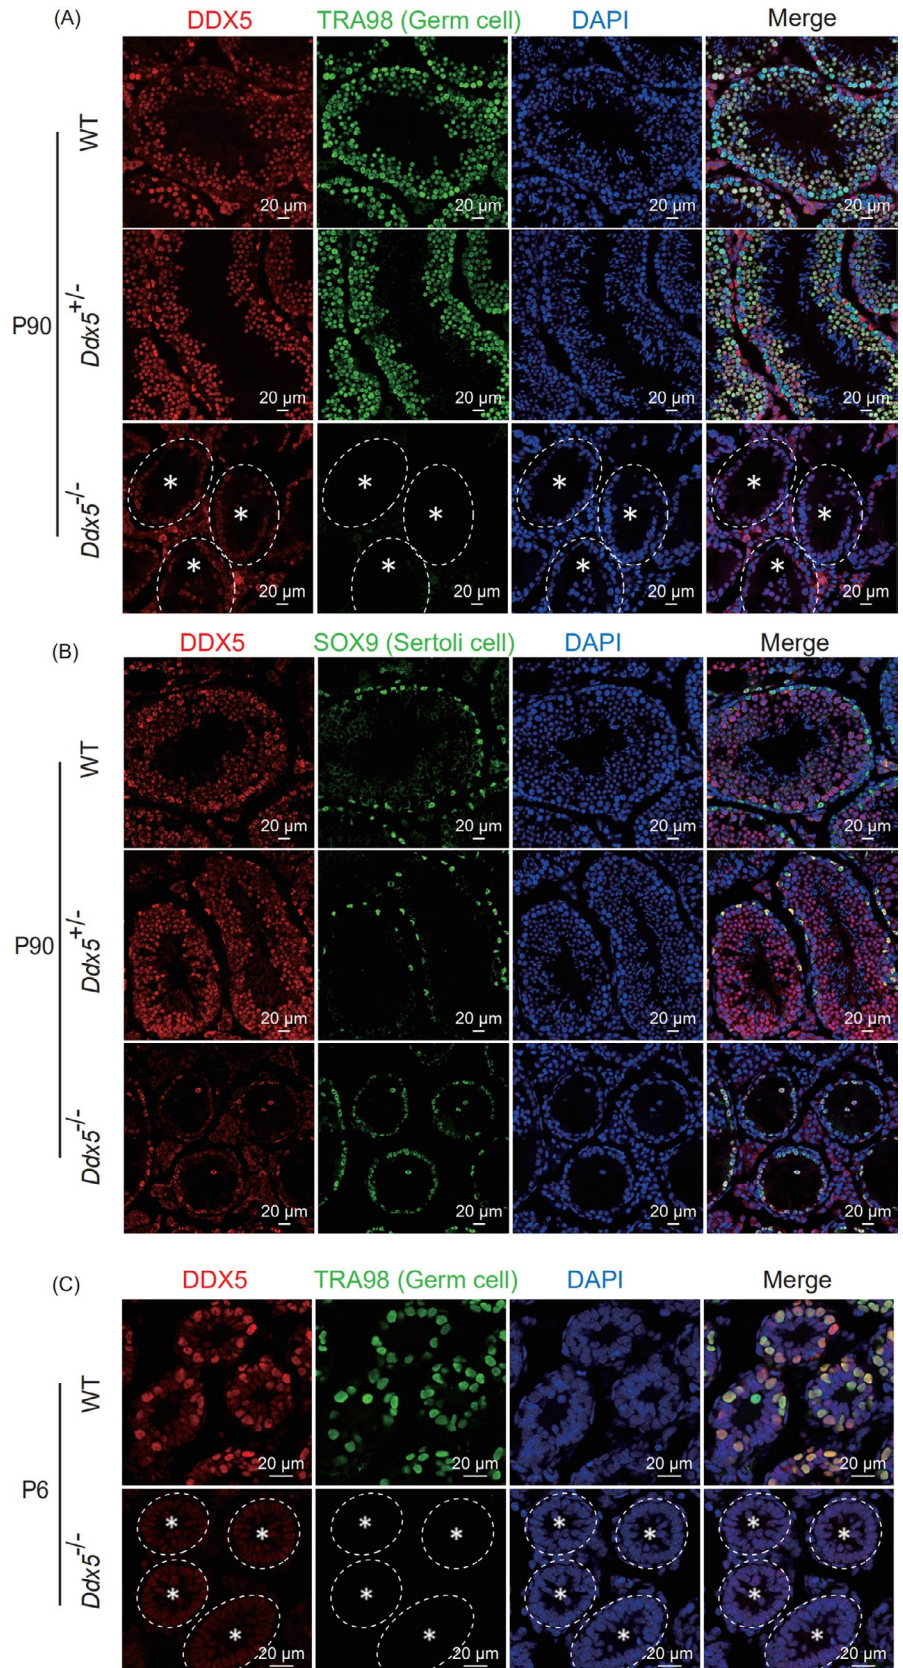 (A) DDX5 TRA98 (Germ cell) DAPI Merge
WT
20 µm 20 µm 20 µm 20 µm
P90
Ddx5+/-
20 µm 20 µm 20 µm 20 µm
Ddx5-/-
* * * *
* * * *
* * * *
20 µm 20 µm 20 µm 20 µm
(B) DDX5 SOX9 (Sertoli cell) DAPI Merge
WT
20 µm 20 µm 20 µm 20 µm
P90
Ddx5+/-
20 µm 20 µm 20 µm 20 µm
Ddx5-/-
20 µm 20 µm 20 µm 20 µm
(C) DDX5 TRA98 (Germ cell) DAPI Merge
WT
20 µm 20 µm 20 µm 20 µm
P6
Ddx5-/-
* * * * * * * *
* * * *
* * * *
20 µm 20 µm 20 µm 20 µm